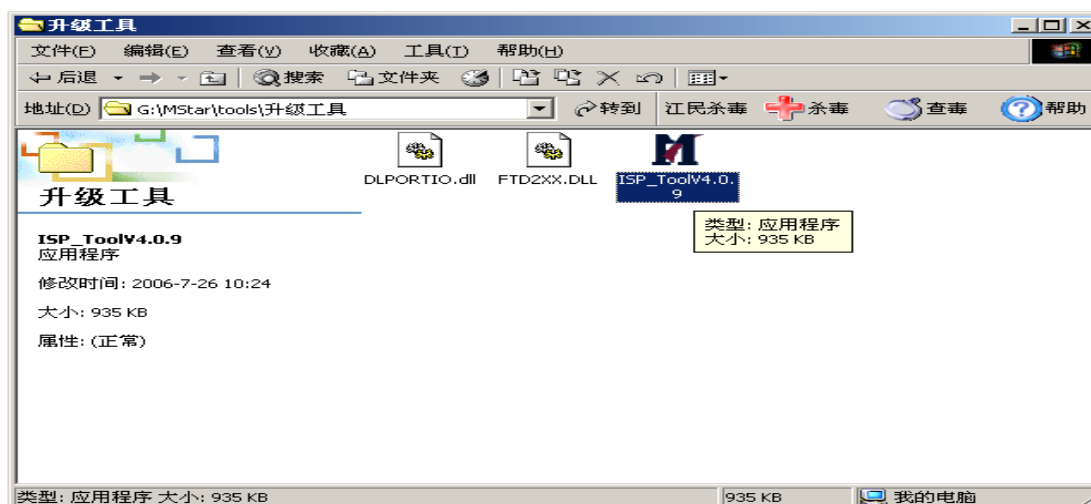 升级工具
文件(F) 编辑(E) 查看(V) 收藏(A) 工具(T) 帮助(H)
后退 搜索 文件夹
地址(D) G:\MStar\tools\升级工具 转到 江民杀毒 杀毒 查毒 帮助
升级工具
DLPORTIO.dll FTD2XX.DLL ISP_ToolV4.0.
9
类型: 应用程序
大小: 935 KB
ISP_ToolV4.0.9
应用程序
修改时间: 2006-7-26 10:24
大小: 935 KB
属性: (正常)
类型: 应用程序 大小: 935 KB 935 KB 我的电脑